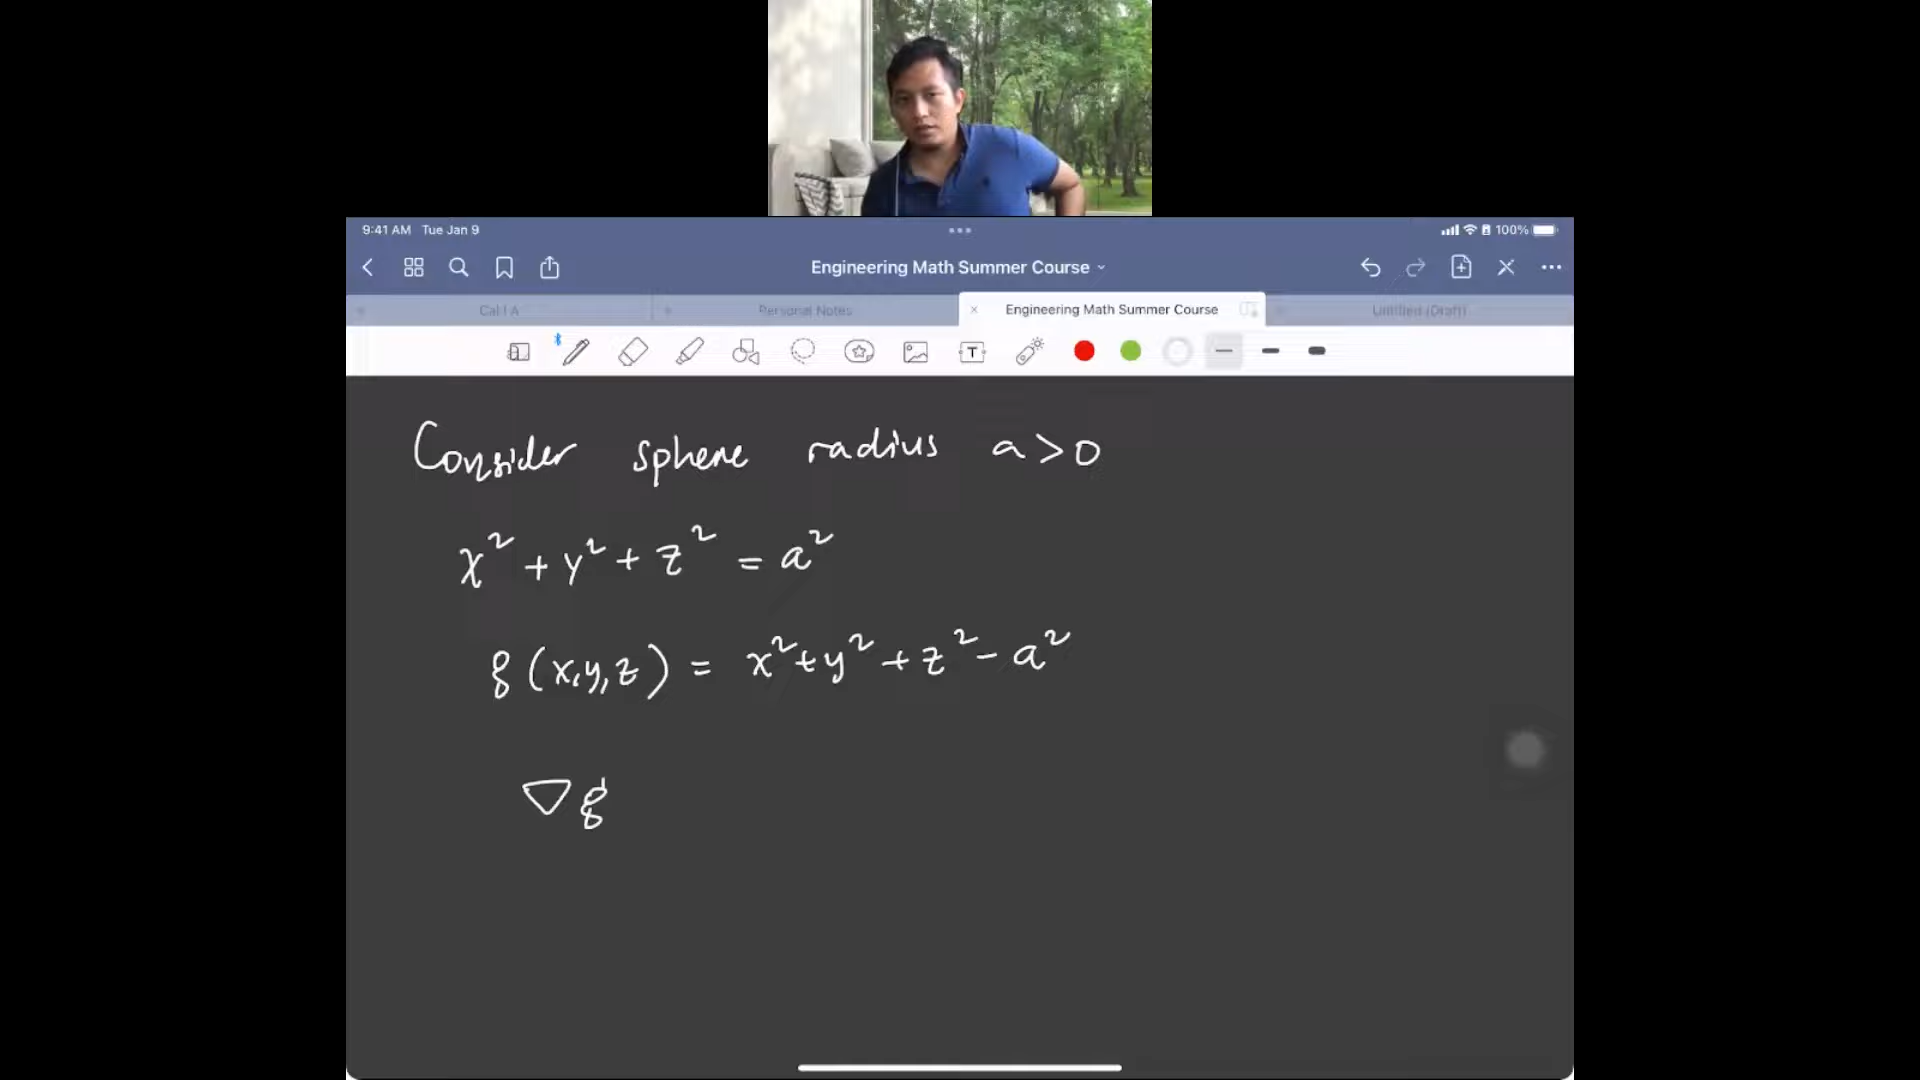 9:41 AM Tue Jan 9
100%
Engineering Math Summer Course
Cal I A
Personal Notes
Engineering Math Summer Course
Untitled (Draft)
T
Consider sphere radius a>0
x² + y² + z² = a²
g (x,y,z) = x²+y²+z²-a²
∇g